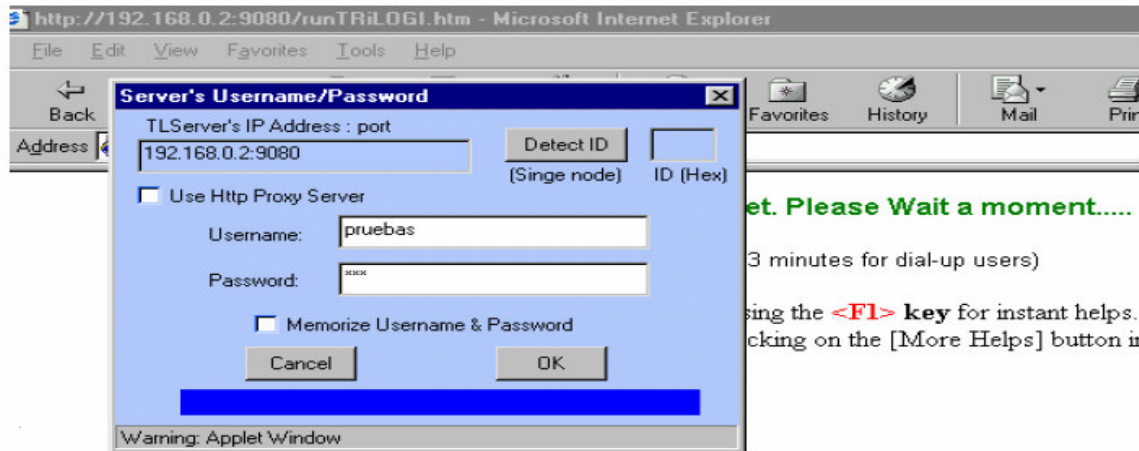 http://192.168.0.2:9080/runTRiLOGI.htm - Microsoft Internet Explorer
File Edit View Favorites Tools Help
Back Favorites History Mail
Address
Server's Username/Password
TLServer's IP Address : port
192.168.0.2:9080
Detect ID
(Singe node) ID (Hex)
Use Http Proxy Server
Username: pruebas
Password: ×××
Memorize Username & Password
Cancel OK
Warning: Applet Window
et. Please Wait a moment.....
3 minutes for dial-up users)
sing the <F1> key for instant helps.
cking on the [More Helps] button in